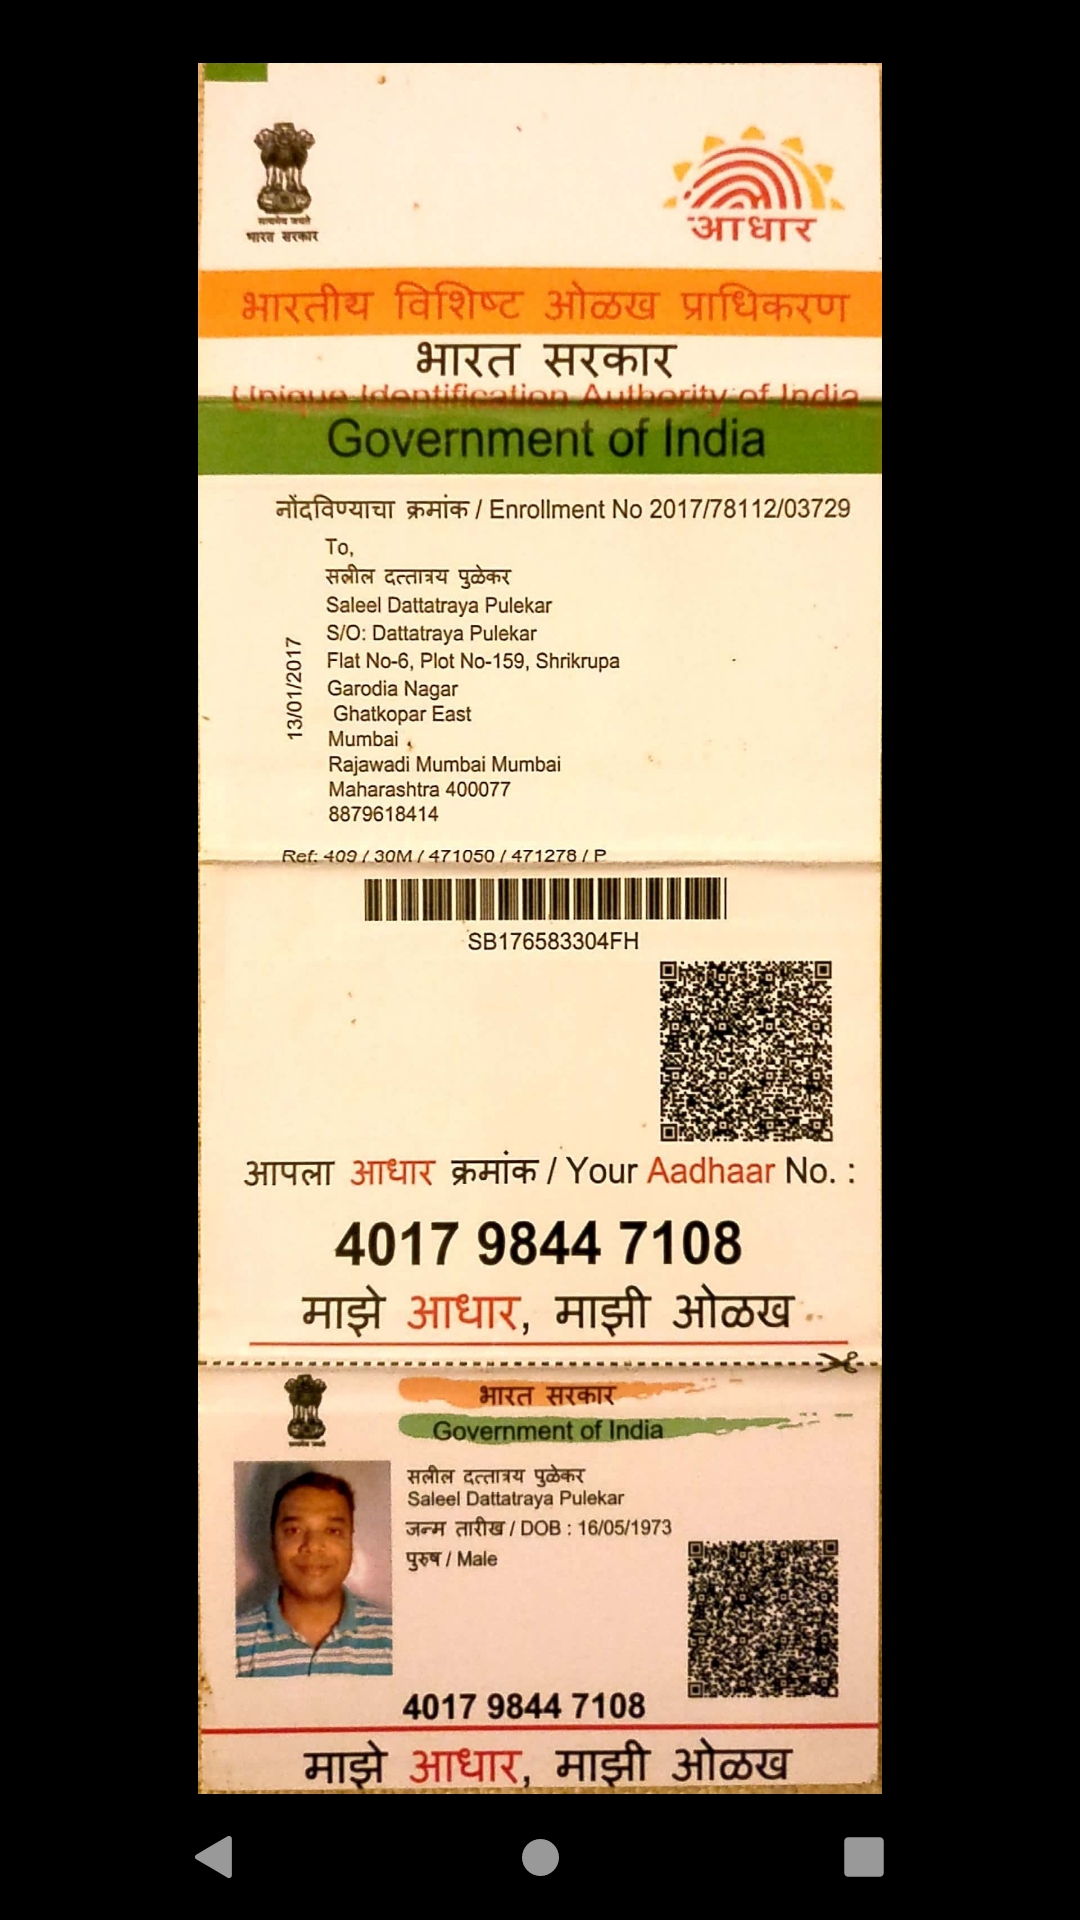 सत्यमेव जयते
भारत सरकार
आधार
भारतीय विशिष्ट ओळख प्राधिकरण
भारत सरकार
Unique Identification Authority of India
Government of India
नोंदविण्याचा क्रमांक / Enrollment No 2017/78112/03729
To,
सलील दत्तात्रय पुळेकर
Saleel Dattatraya Pulekar
S/O: Dattatraya Pulekar
Flat No-6, Plot No-159, Shrikrupa
Garodia Nagar
Ghatkopar East
Mumbai
Rajawadi Mumbai Mumbai
Maharashtra 400077
8879618414
13/01/2017
Ref: 409 / 30M / 471050 / 471278 / P
SB176583304FH
आपला आधार क्रमांक / Your Aadhaar No. :
4017 9844 7108
माझे आधार, माझी ओळख
भारत सरकार
Government of India
सलील दत्तात्रय पुळेकर
Saleel Dattatraya Pulekar
जन्म तारीख / DOB : 16/05/1973
पुरुष / Male
4017 9844 7108
माझे आधार, माझी ओळख